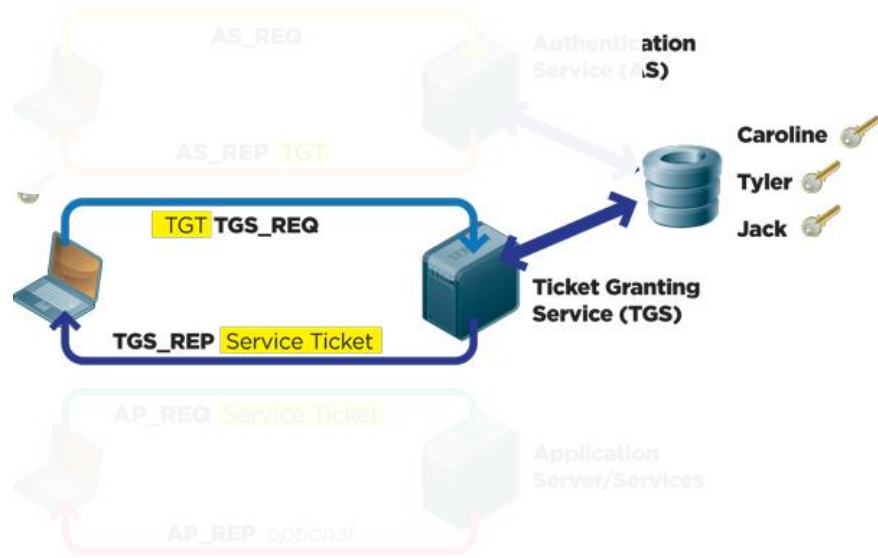 AS_REQ
Authentication
Service (AS)
AS_REP TGT
Caroline
Tyler
Jack
TGT TGS_REQ
Ticket Granting
Service (TGS)
TGS_REP Service Ticket
AP_REQ Service Ticket
Application
Server/Services
AP_REP optional